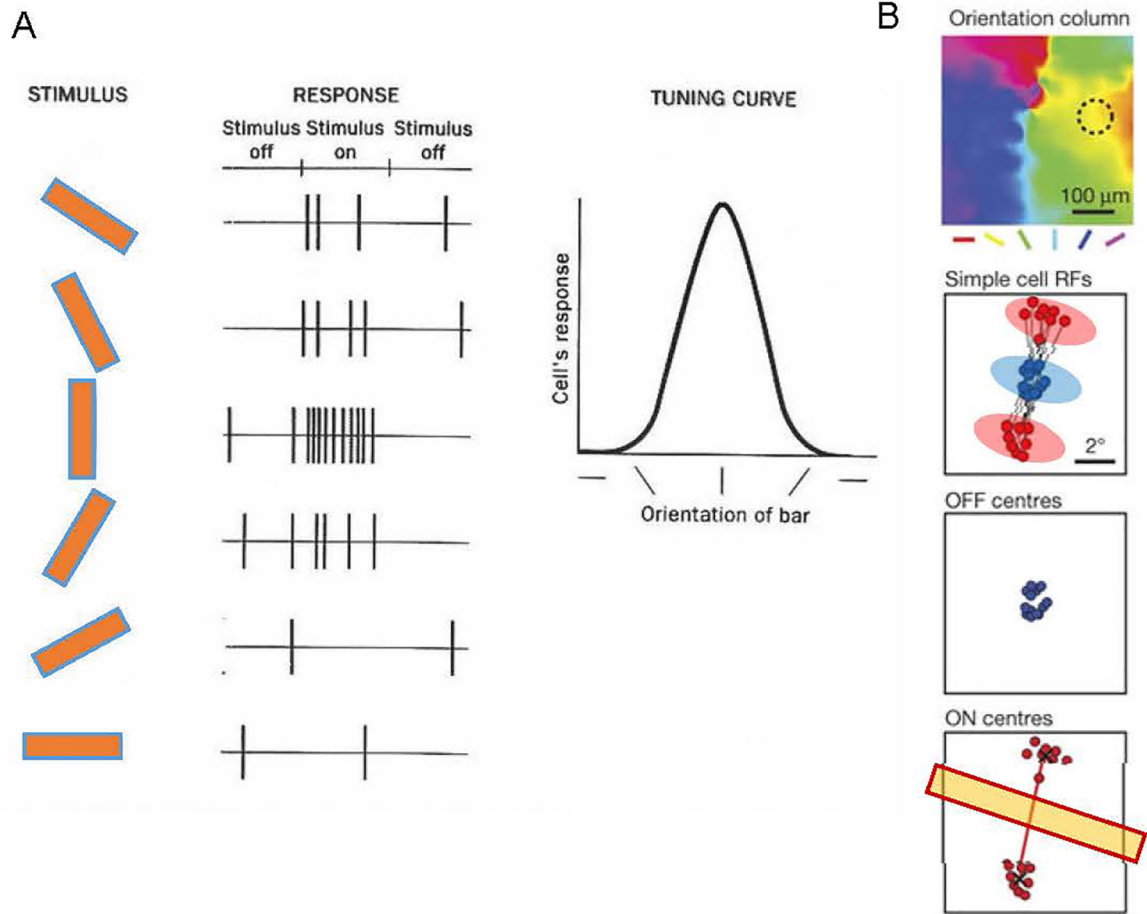 A
STIMULUS
RESPONSE
Stimulus Stimulus Stimulus
off on off
TUNING CURVE
Cell's response
Orientation of bar
B
Orientation column
100 μm
Simple cell RFs
2°
OFF centres
ON centres